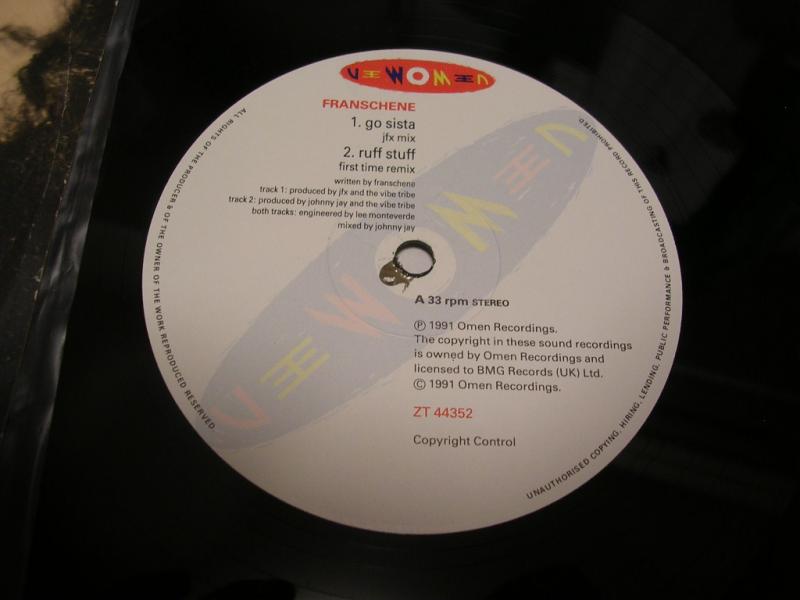 WOMEN
FRANSCHENE
1. go sista
jfx mix
2. ruff stuff
first time remix
written by franschene
track 1: produced by jfx and the vibe tribe
track 2: produced by johnny jay and the vibe tribe
both tracks: engineered by lee monteverde
mixed by johnny jay
A 33 rpm STEREO
Ⓟ 1991 Omen Recordings.
The copyright in these sound recordings
is owned by Omen Recordings and
licensed to BMG Records (UK) Ltd.
© 1991 Omen Recordings.
ZT 44352
Copyright Control
ALL RIGHTS OF THE PRODUCER & OF THE OWNER OF THE WORK REPRODUCED RESERVED.
UNAUTHORISED COPYING, HIRING, LENDING, PUBLIC PERFORMANCE & BROADCASTING OF THIS RECORD PROHIBITED.